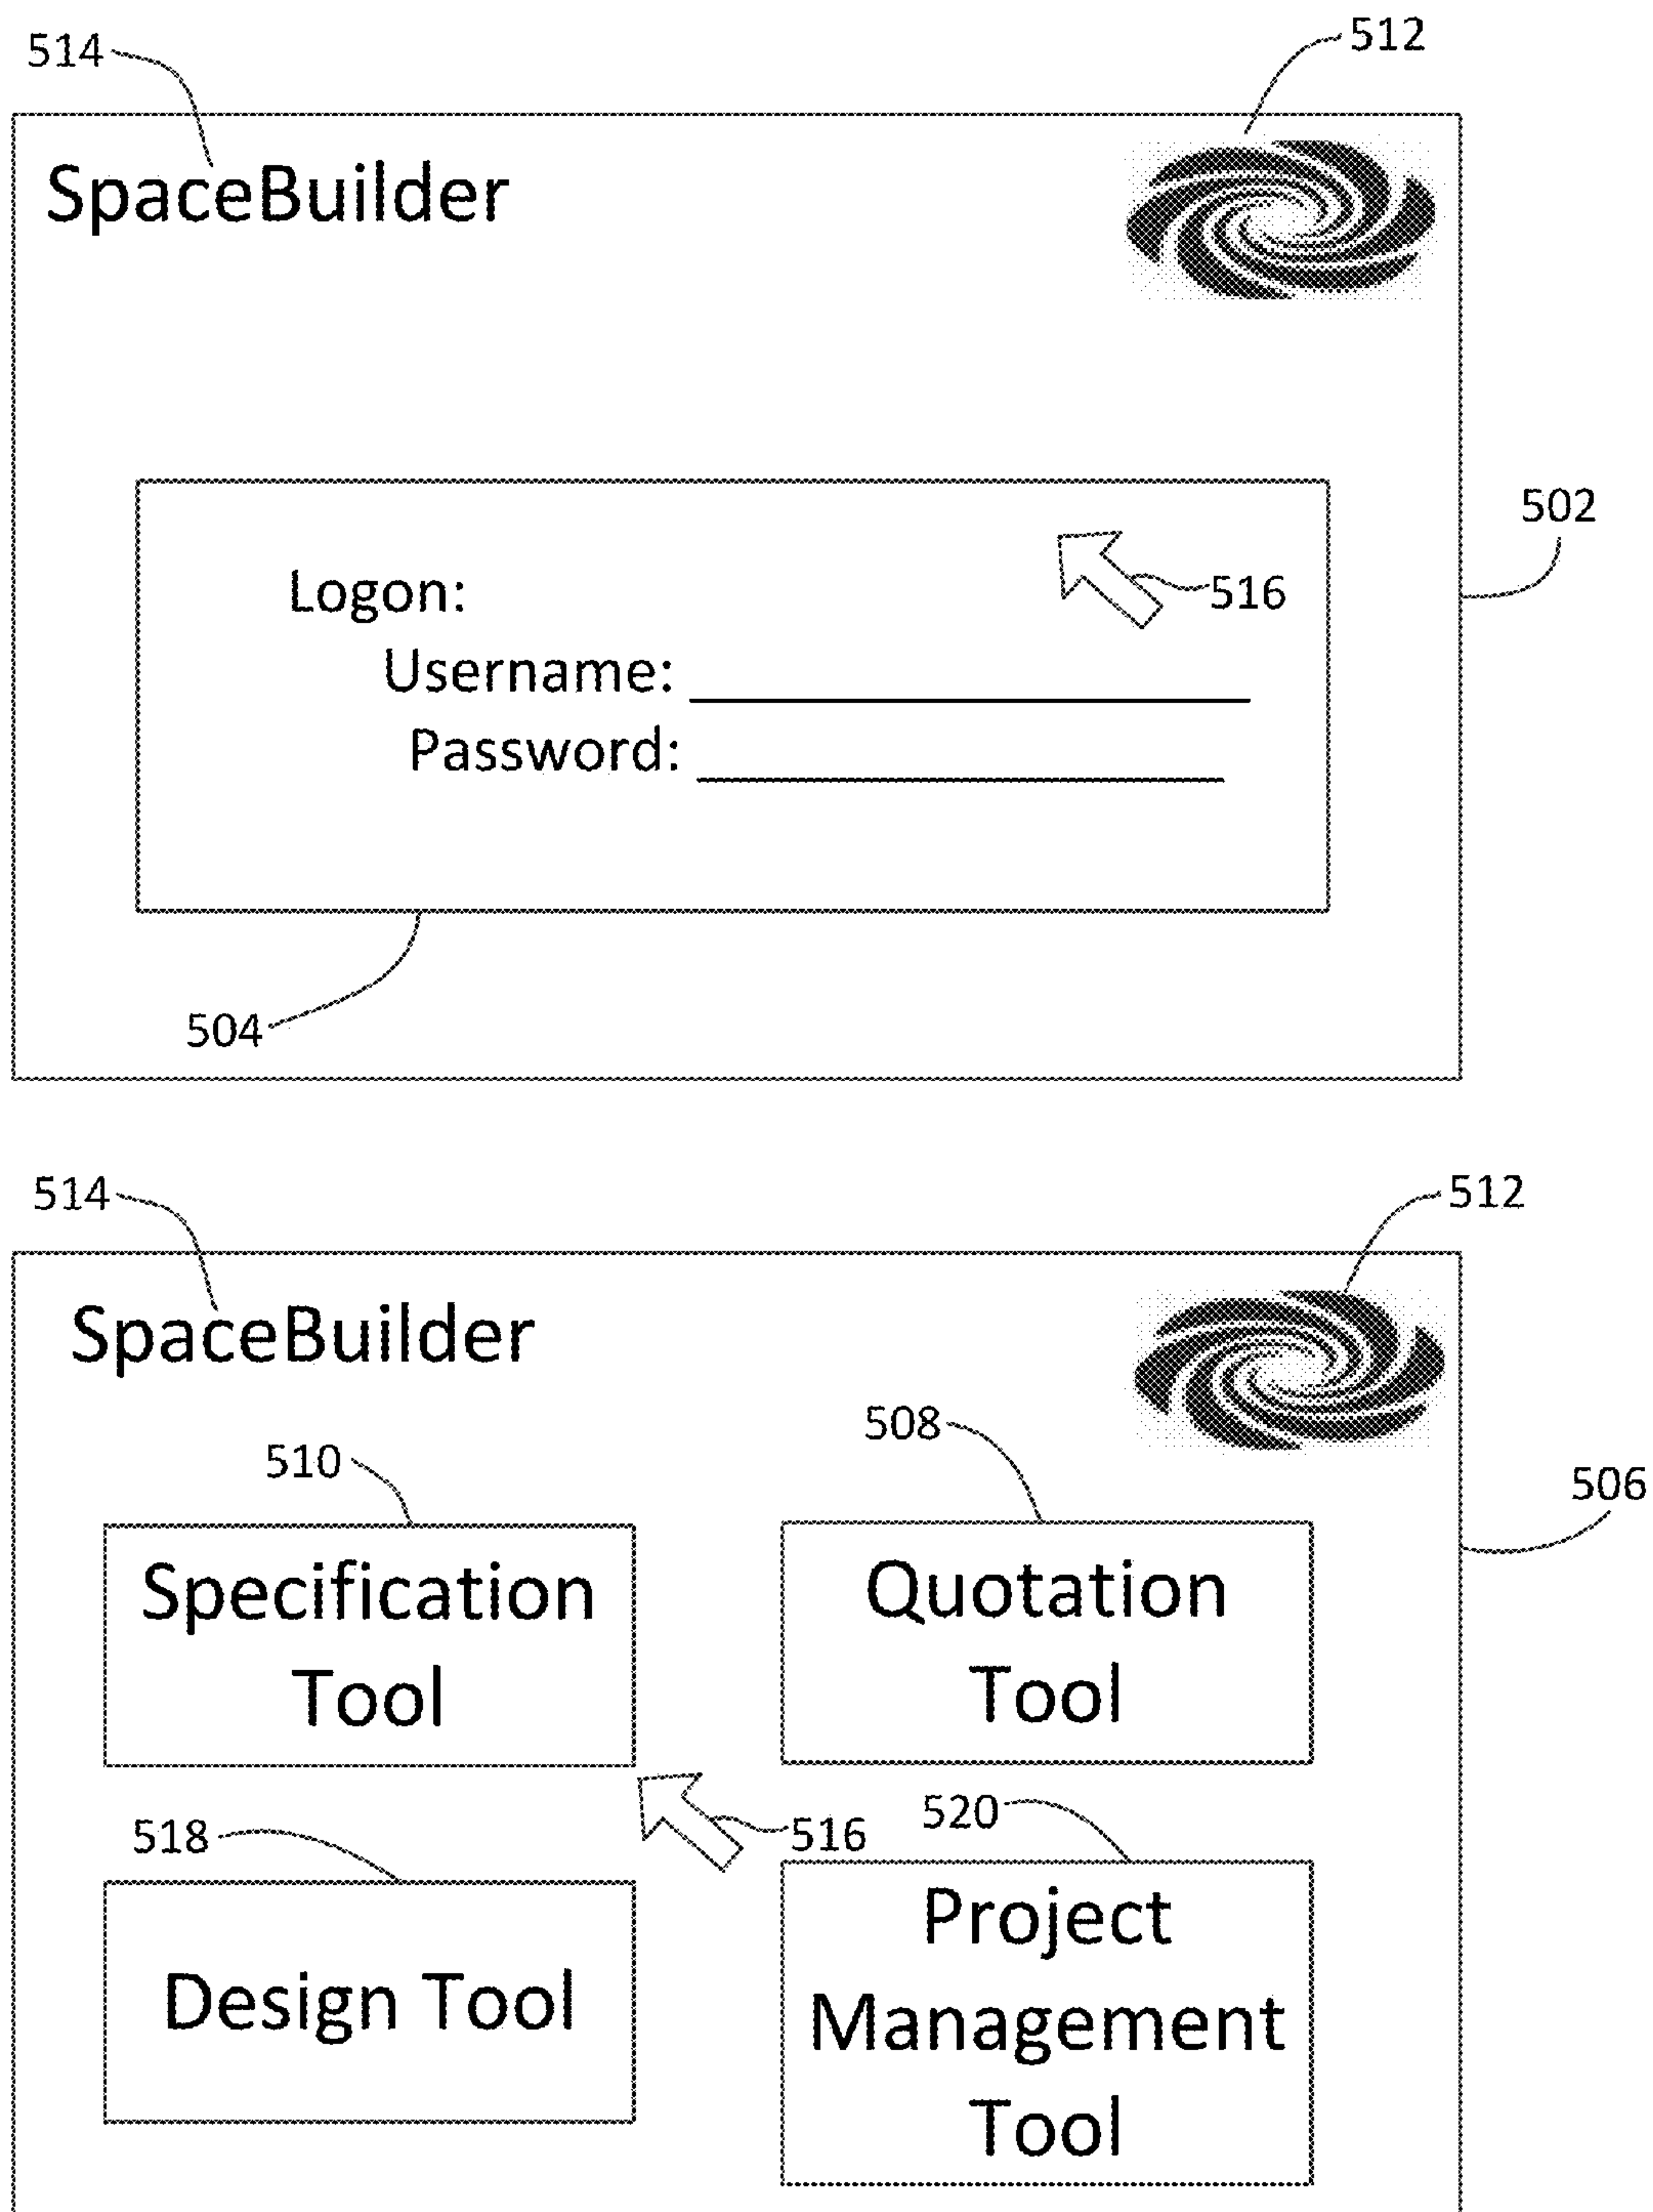 514
512
SpaceBuilder
502
Logon:
516
Username:
Password:
504
514
512
SpaceBuilder
508
510
506
Specification
Tool
Quotation
Tool
518
516
520
Design Tool
Project
Management
Tool